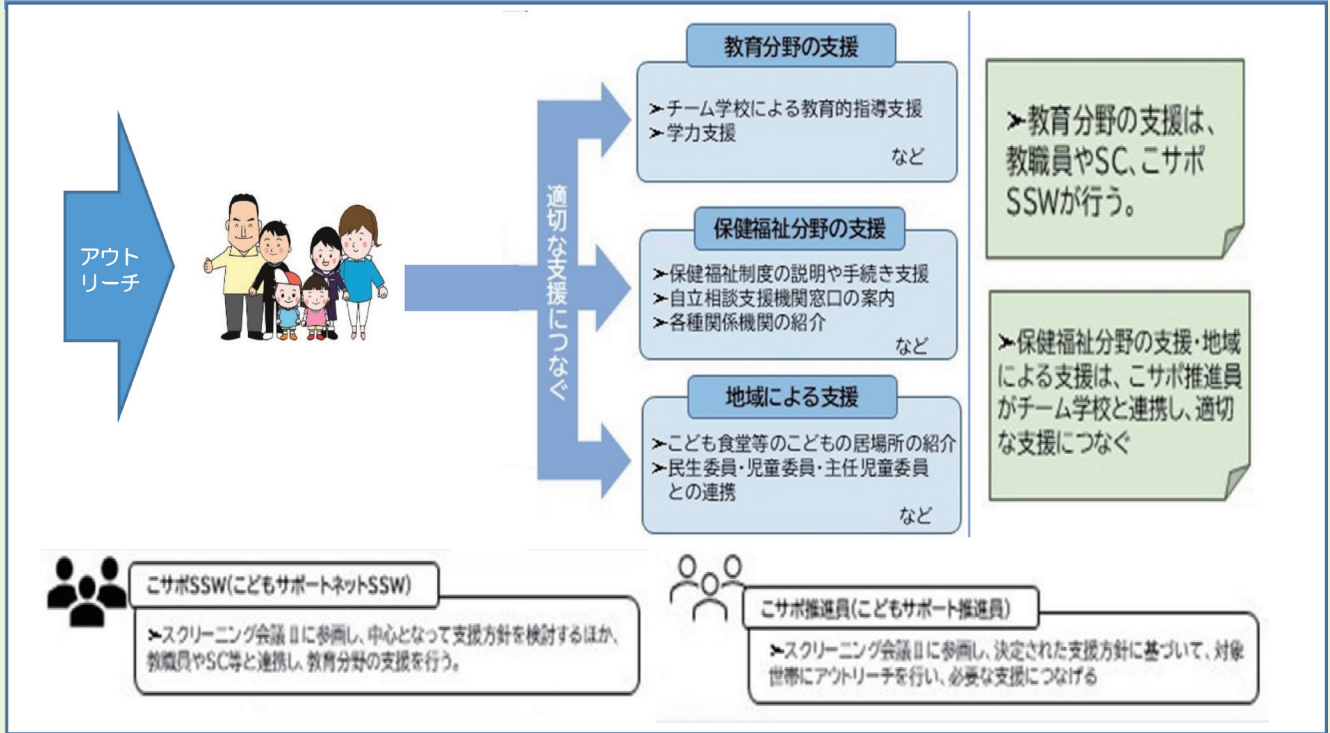 アウト
リーチ
適切な支援につなぐ
教育分野の支援
➤チーム学校による教育的指導支援
➤学力支援
など
保健福祉分野の支援
➤保健福祉制度の説明や手続き支援
➤自立相談支援機関窓口の案内
➤各種関係機関の紹介
など
地域による支援
➤こども食堂等のこどもの居場所の紹介
➤民生委員・児童委員・主任児童委員
との連携
など
➤教育分野の支援は、
教職員やSC、こサポ
SSWが行う。
➤保健福祉分野の支援・地域
による支援は、こサポ推進員
がチーム学校と連携し、適切
な支援につなぐ
こサポSSW(こどもサポートネットSSW)
➤スクリーニング会議Ⅱに参画し、中心となって支援方針を検討するほか、
教職員やSC等と連携し、教育分野の支援を行う。
こサポ推進員(こどもサポート推進員)
➤スクリーニング会議Ⅱに参画し、決定された支援方針に基づいて、対象
世帯にアウトリーチを行い、必要な支援につなげる